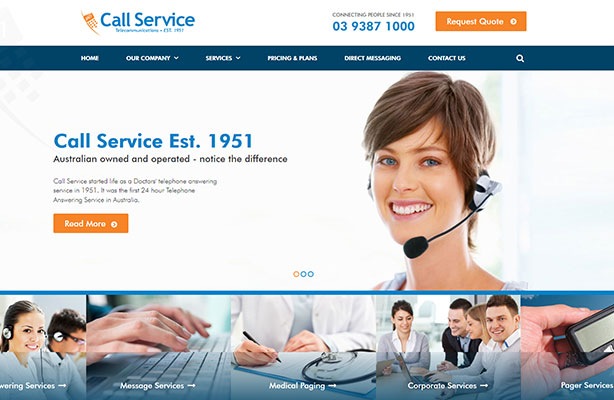 Call Service
Telecommunications - EST. 1951
CONNECTING PEOPLE SINCE 1951
03 9387 1000
Request Quote
HOME
OUR COMPANY
SERVICES
PRICING & PLANS
DIRECT MESSAGING
CONTACT US
Call Service Est. 1951
Australian owned and operated - notice the difference
Call Service started life as a Doctors' telephone answering
service in 1951. It was the first 24 hour Telephone
Answering Service in Australia.
Read More
wering Services
Message Services
Medical Paging
Corporate Services
Pager Services